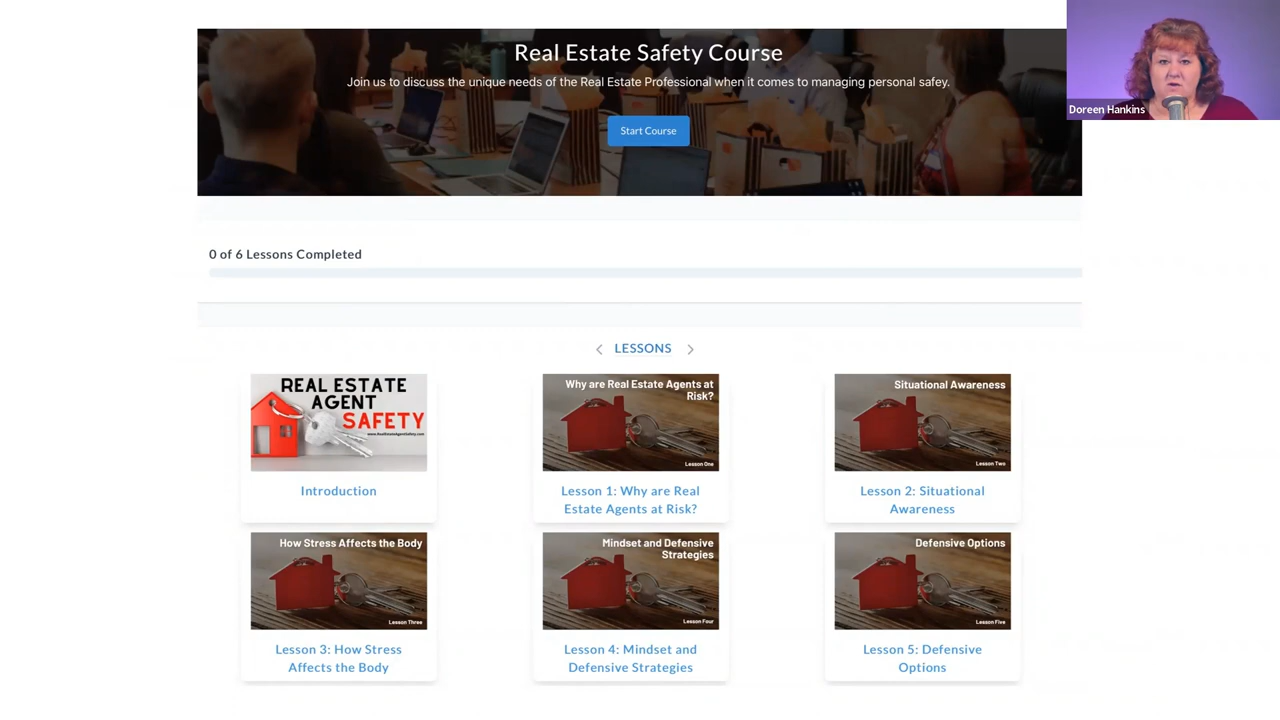 Real Estate Safety Course
Join us to discuss the unique needs of the Real Estate Professional when it comes to managing personal safey.
Start Course
Doreen Hankins
0 of 6 Lessons Completed
LESSONS
REAL ESTATE
AGENT
SAFETY
www.RealEstateAgentSafety.com
Introduction
Why are Real Estate Agents at
Risk?
Lesson One
Lesson 1: Why are Real
Estate Agents at Risk?
Situational Awareness
Lesson Two
Lesson 2: Situational
Awareness
How Stress Affects the Body
Lesson Three
Lesson 3: How Stress
Affects the Body
Mindset and Defensive
Strategies
Lesson Four
Lesson 4: Mindset and
Defensive Strategies
Defensive Options
Lesson Five
Lesson 5: Defensive
Options